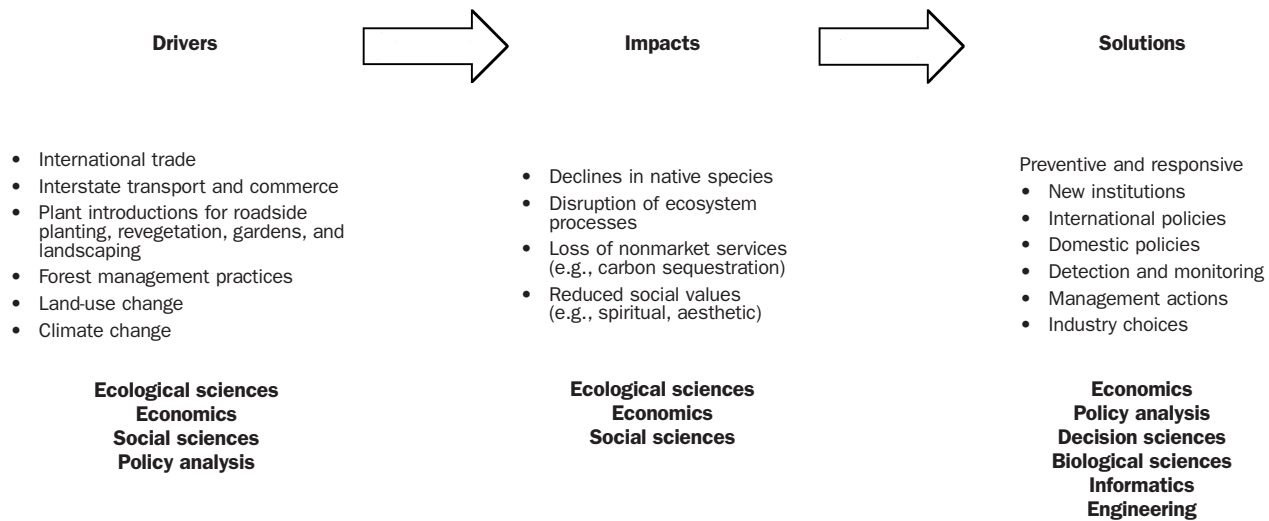 Drivers
Impacts
Solutions
• International trade
• Interstate transport and commerce
• Plant introductions for roadside
planting, revegetation, gardens, and
landscaping
• Forest management practices
• Land-use change
• Climate change
Ecological sciences
Economics
Social sciences
Policy analysis
• Declines in native species
• Disruption of ecosystem
processes
• Loss of nonmarket services
(e.g., carbon sequestration)
• Reduced social values
(e.g., spiritual, aesthetic)
Ecological sciences
Economics
Social sciences
Preventive and responsive
• New institutions
• International policies
• Domestic policies
• Detection and monitoring
• Management actions
• Industry choices
Economics
Policy analysis
Decision sciences
Biological sciences
Informatics
Engineering